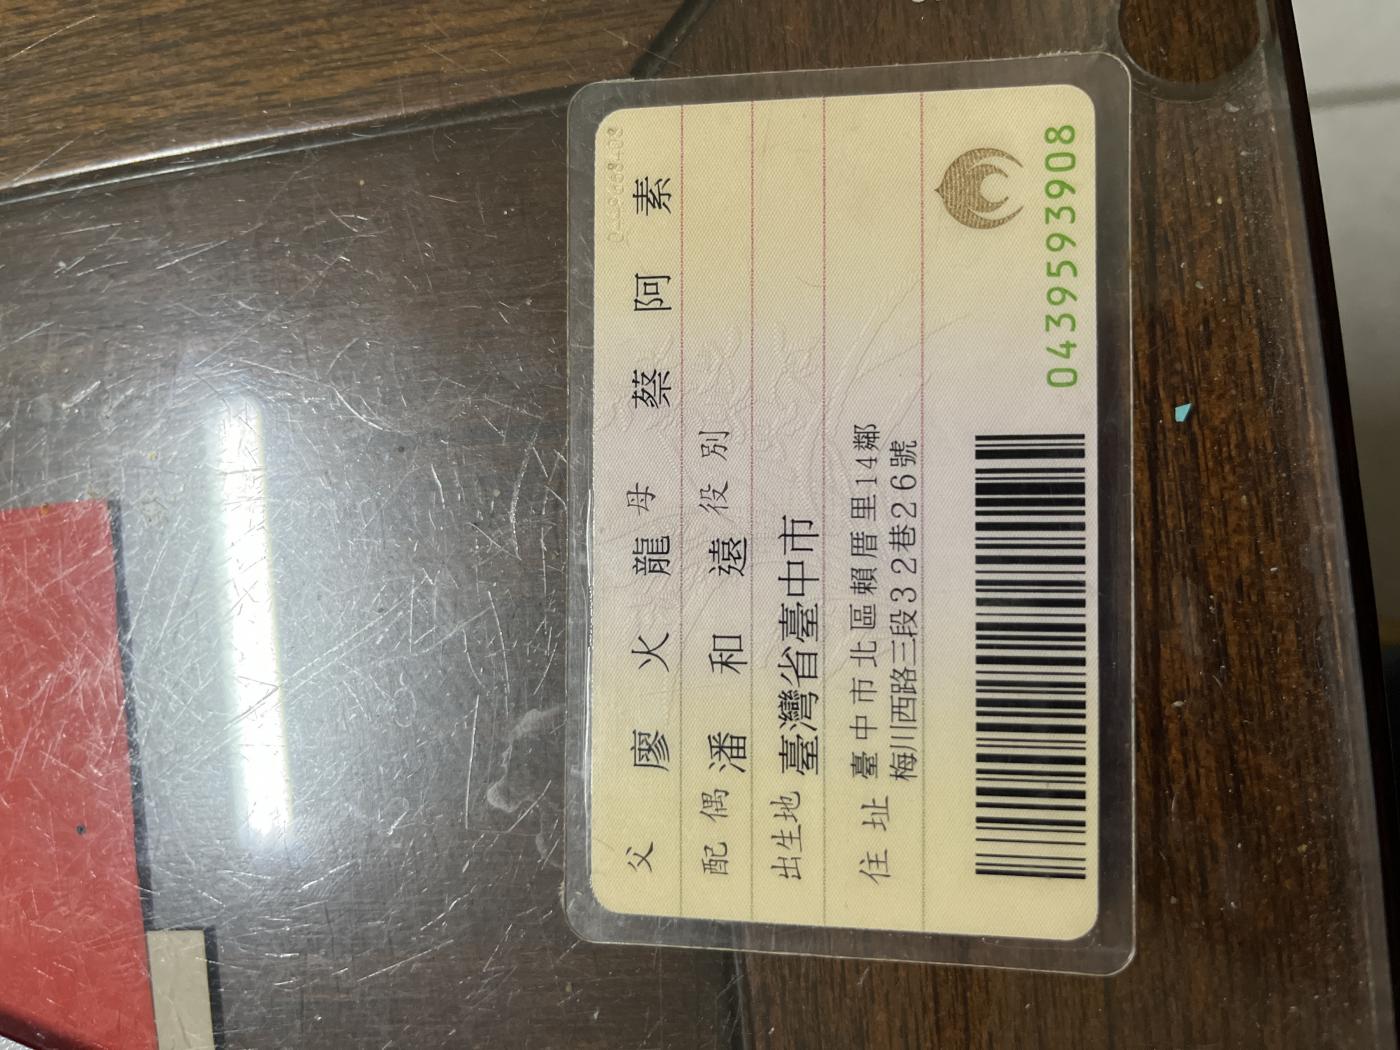 父 廖火龍 母 蔡阿素
配偶 潘和遠 役別
出生地 臺灣省臺中市
住址 臺中市北區賴厝里14鄰
梅川西路三段32巷26號
0439593908